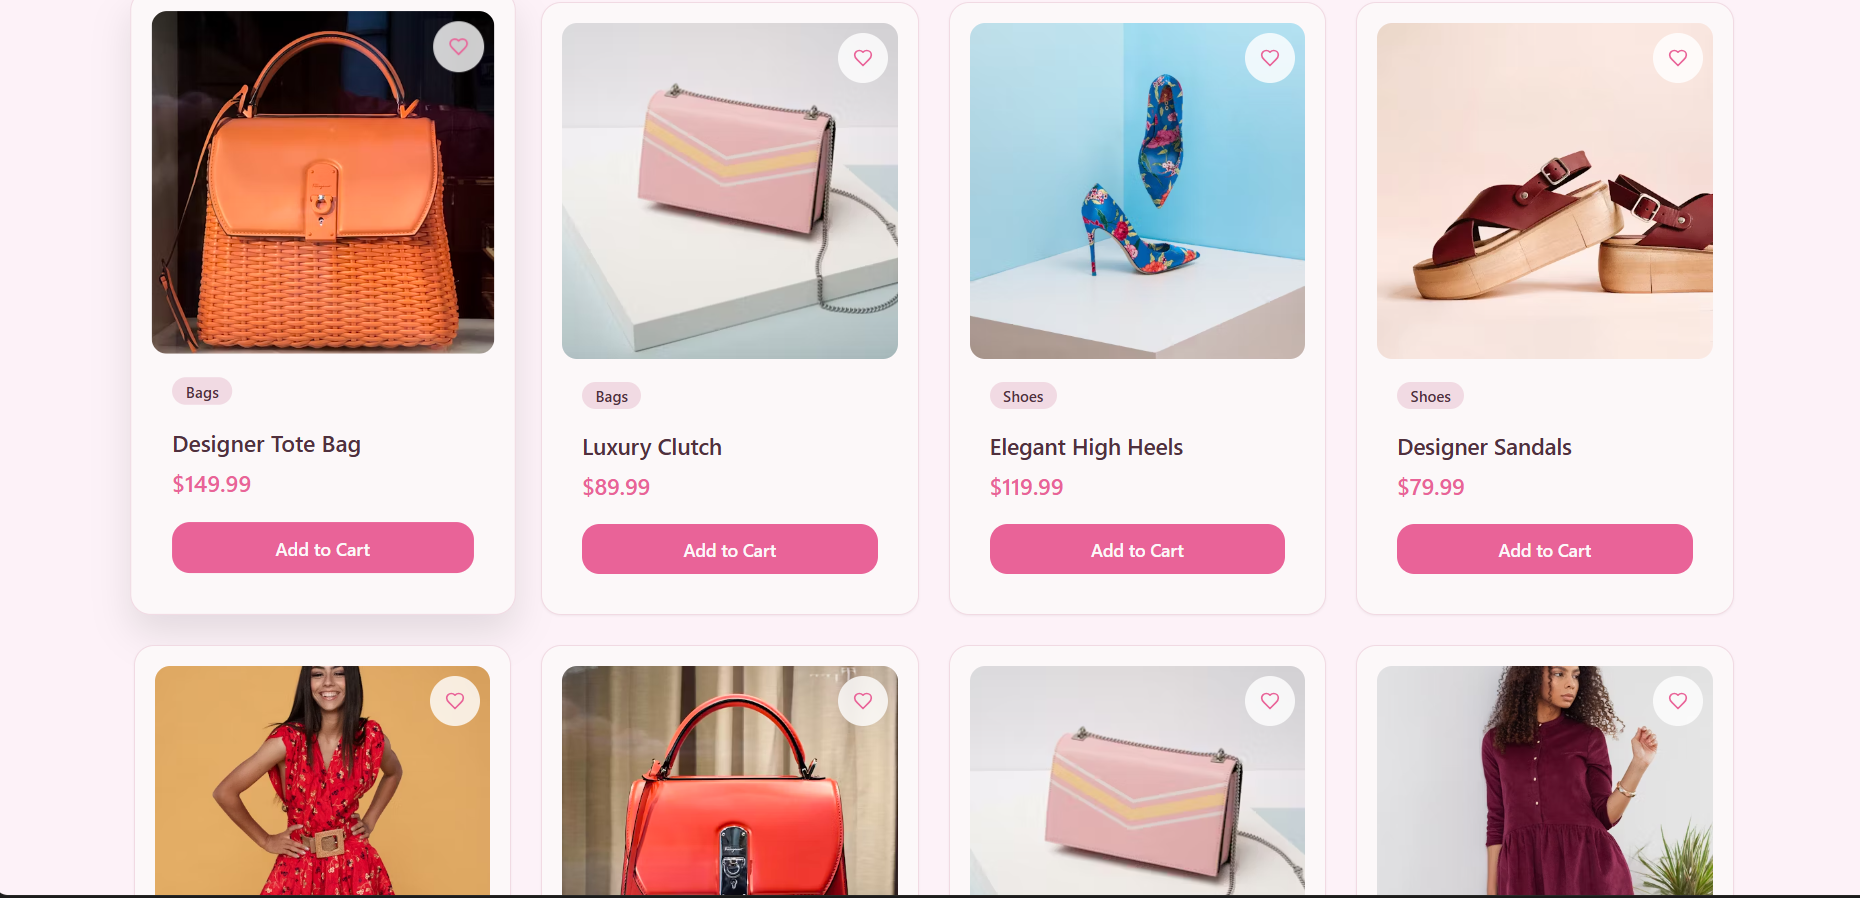 Bags
Designer Tote Bag
$149.99
Add to Cart
Bags
Luxury Clutch
$89.99
Add to Cart
Shoes
Elegant High Heels
$119.99
Add to Cart
Shoes
Designer Sandals
$79.99
Add to Cart